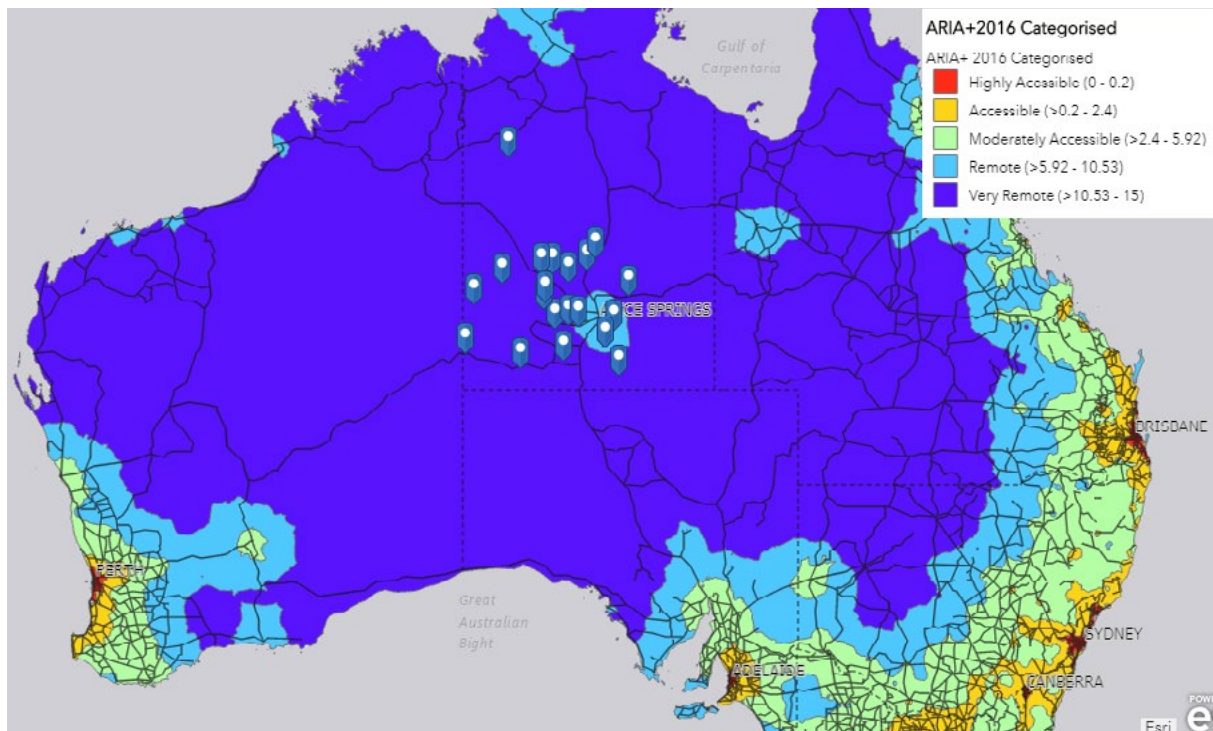 ARIA+2016 Categorised
ARIA+ 2016 Categorised
Highly Accssible (0 - 0.2)
Accessible (>0.2 - 2.4)
Moderately Accessible (>2.4 - 5.92)
Remote (>5.92 - 10.53)
Very Remote (>10.53 - 15)
Gulf of
Carpentaria
SPRINGS
BRISBANE
PERTH
Great
Australian
Bight
SYDNEY
ADELAIDE
CANBERRA
POWE
Esri
e